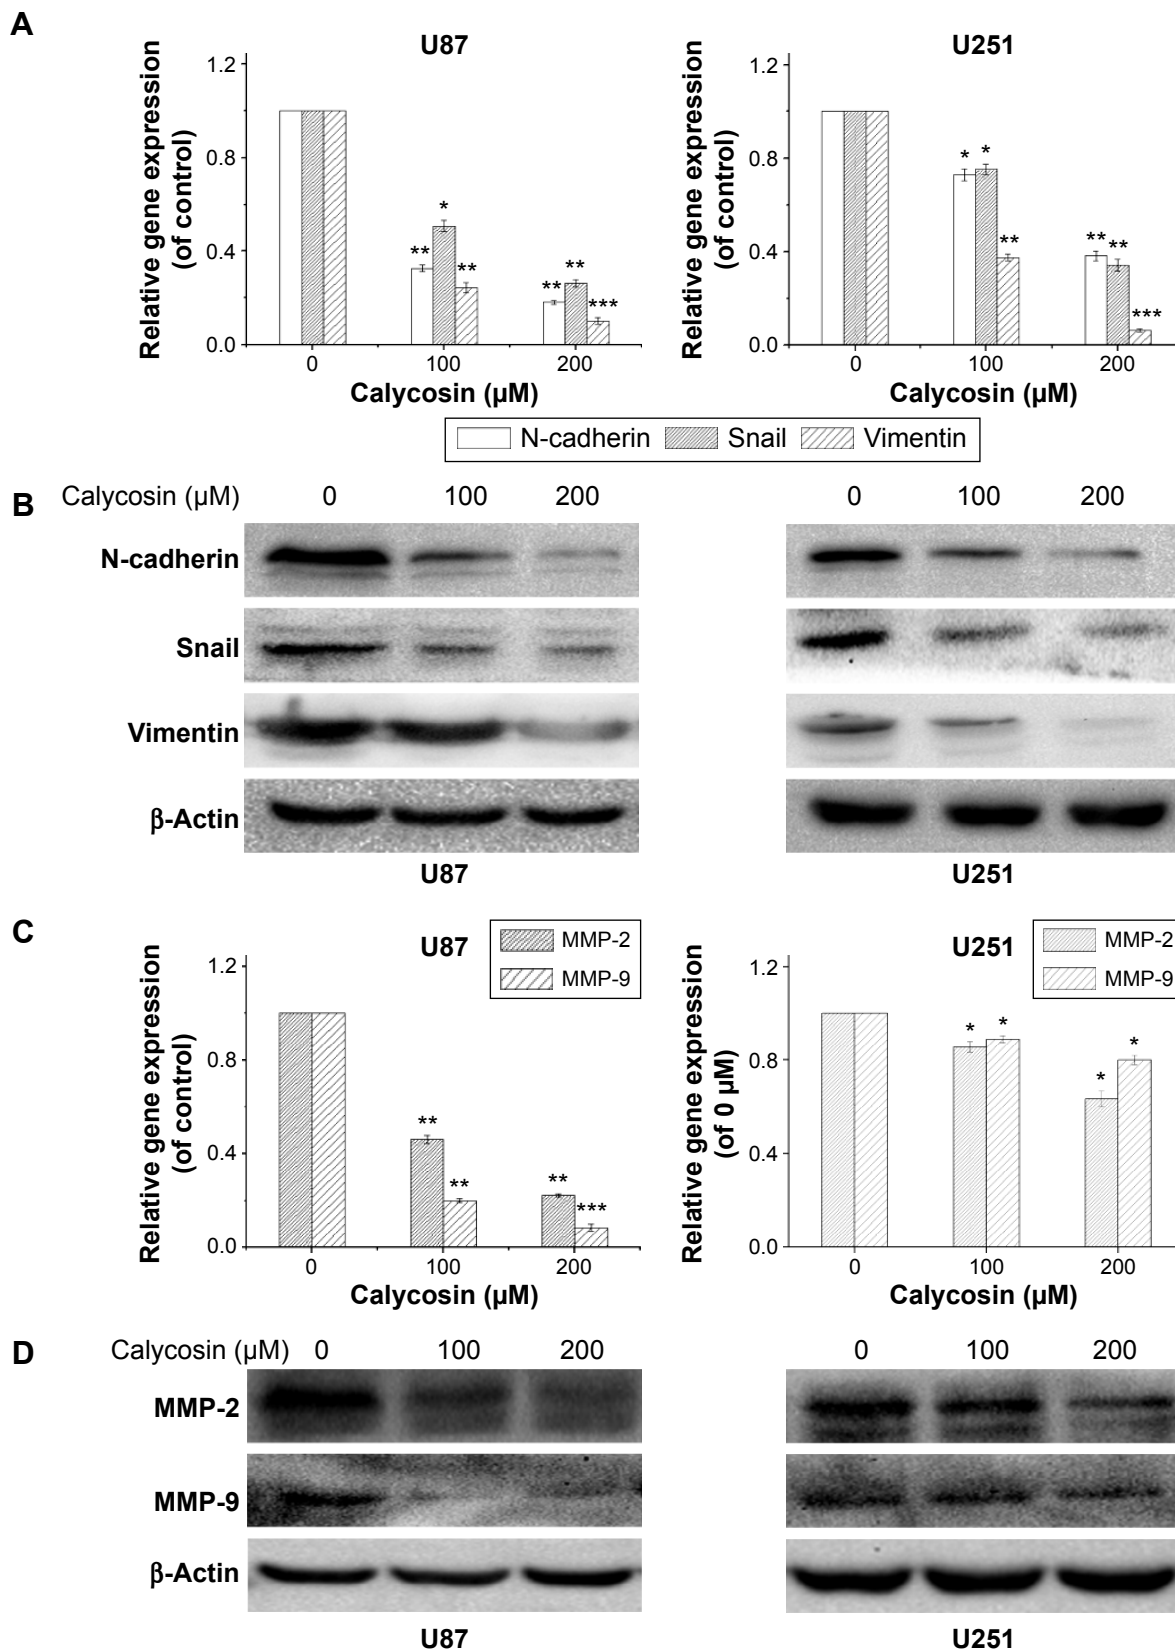 A
U87
U251
Relative gene expression
(of control)
1.2
0.8
0.4
0.0
* ** ** ** ** ***
0 100 200
Calycosin (µM)
Relative gene expression
(of control)
1.2
0.8
0.4
0.0
* * ** ** ** ***
0 100 200
Calycosin (µM)
N-cadherin Snail Vimentin
B
Calycosin (µM) 0 100 200 0 100 200
N-cadherin
Snail
Vimentin
β-Actin
U87 U251
C
U87
MMP-2
MMP-9
Relative gene expression
(of control)
1.2
0.8
0.4
0.0
** ** ** ***
0 100 200
Calycosin (µM)
U251
MMP-2
MMP-9
Relative gene expression
(of 0 µM)
1.2
0.8
0.4
0.0
* * * *
0 100 200
Calycosin (µM)
D
Calycosin (µM) 0 100 200 0 100 200
MMP-2
MMP-9
β-Actin
U87 U251